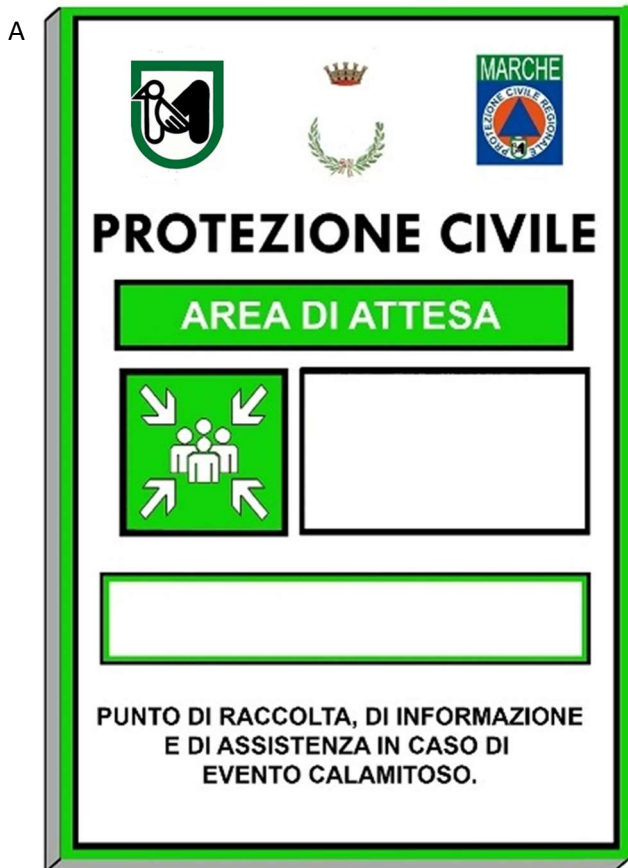 A
MARCHE
PROTEZIONE CIVILE REGIONALE
PROTEZIONE CIVILE
AREA DI ATTESA
PUNTO DI RACCOLTA, DI INFORMAZIONE
E DI ASSISTENZA IN CASO DI
EVENTO CALAMITOSO.